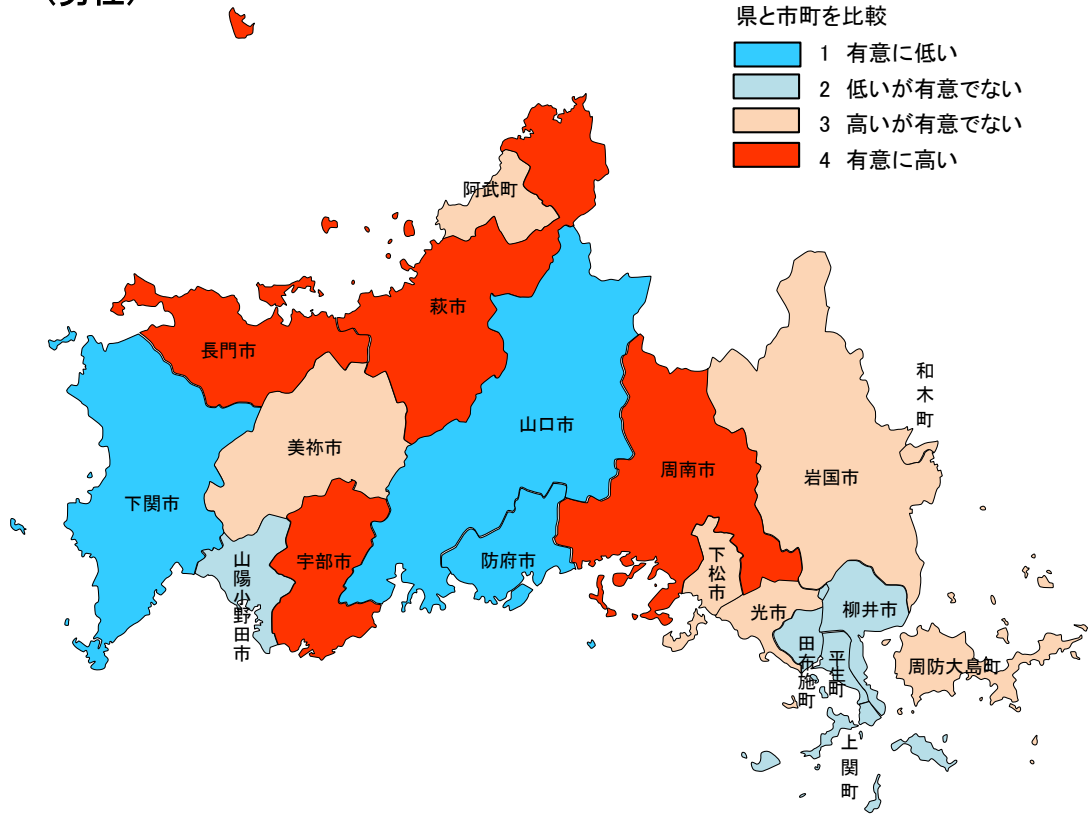 (男性)
県と市町を比較
1 有意に低い
2 低いが有意でない
3 高いが有意でない
4 有意に高い
阿武町
萩市
長門市
和木町
山口市
美祢市
周南市
岩国市
下関市
防府市
宇部市
山陽小野田市
下松市
光市
柳井市
田布施町
平生町
周防大島町
上関町